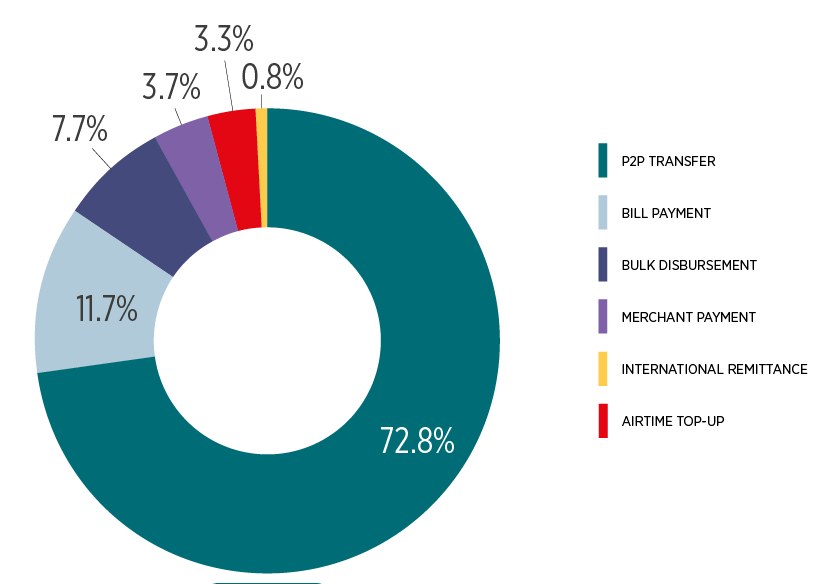 3.3%
0.8%
3.7%
7.7%
11.7%
72.8%
P2P TRANSFER
BILL PAYMENT
BULK DISBURSEMENT
MERCHANT PAYMENT
INTERNATIONAL REMITTANCE
AIRTIME TOP-UP